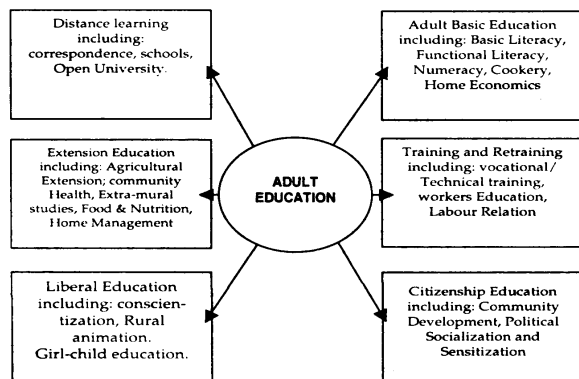 Distance learning
including:
correspondence, schools,
Open University.
Adult Basic Education
including: Basic Literacy,
Functional Literacy,
Numeracy, Cookery,
Home Economics
Extension Education
including: Agricultural
Extension; community
Health, Extra-mural
studies, Food & Nutrition,
Home Management
ADULT
EDUCATION
Training and Retraining
including: vocational/
Technical training,
workers Education,
Labour Relation
Liberal Education
including: conscien-
tization, Rural
animation.
Girl-child education.
Citizenship Education
including: Community
Development, Political
Socialization and
Sensitization